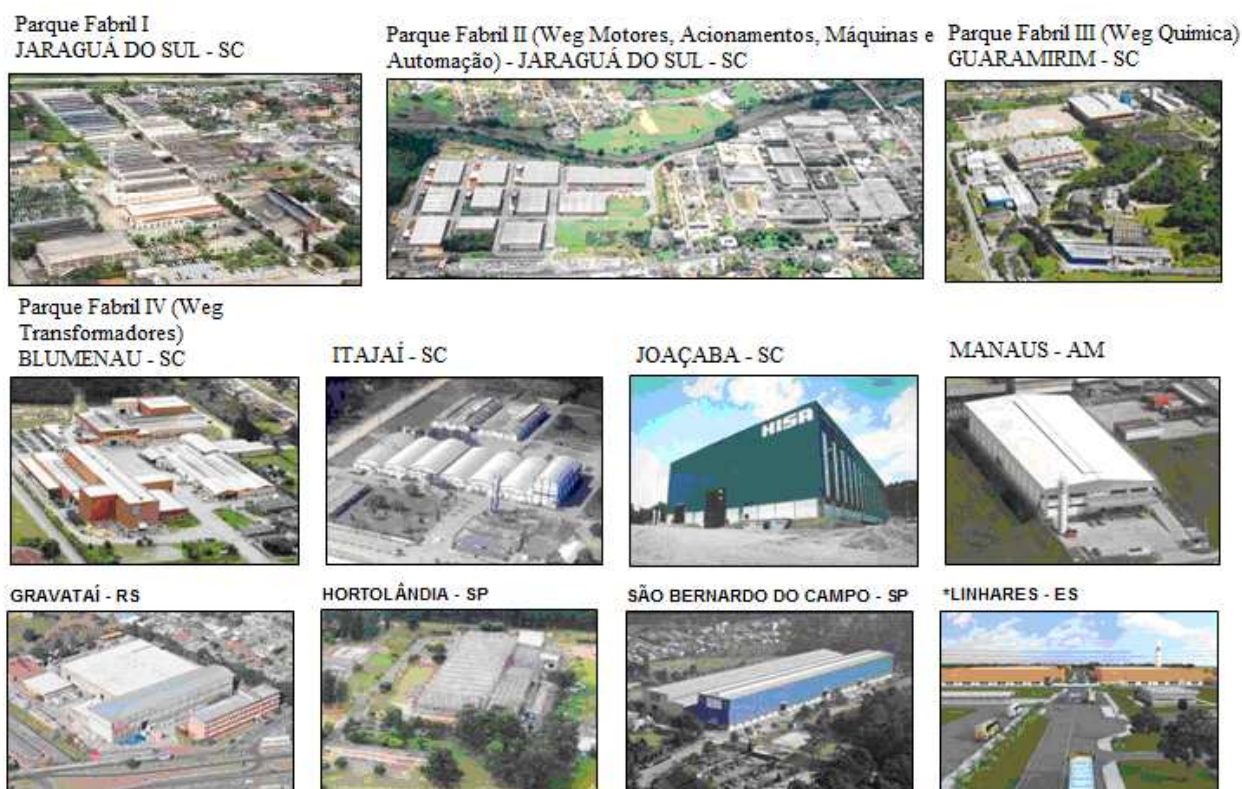 Parque Fabril I
JARAGUÁ DO SUL - SC
Parque Fabril II (Weg Motores, Acionamentos, Máquinas e
Automação) - JARAGUÁ DO SUL - SC
Parque Fabril III (Weg Química)
GUARAMIRIM - SC
Parque Fabril IV (Weg
Transformadores)
BLUMENAU - SC
ITAJAÍ - SC
JOAÇABA - SC
HISA
MANAUS - AM
GRAVATAÍ - RS
HORTOLÂNDIA - SP
SÃO BERNARDO DO CAMPO - SP
*LINHARES - ES